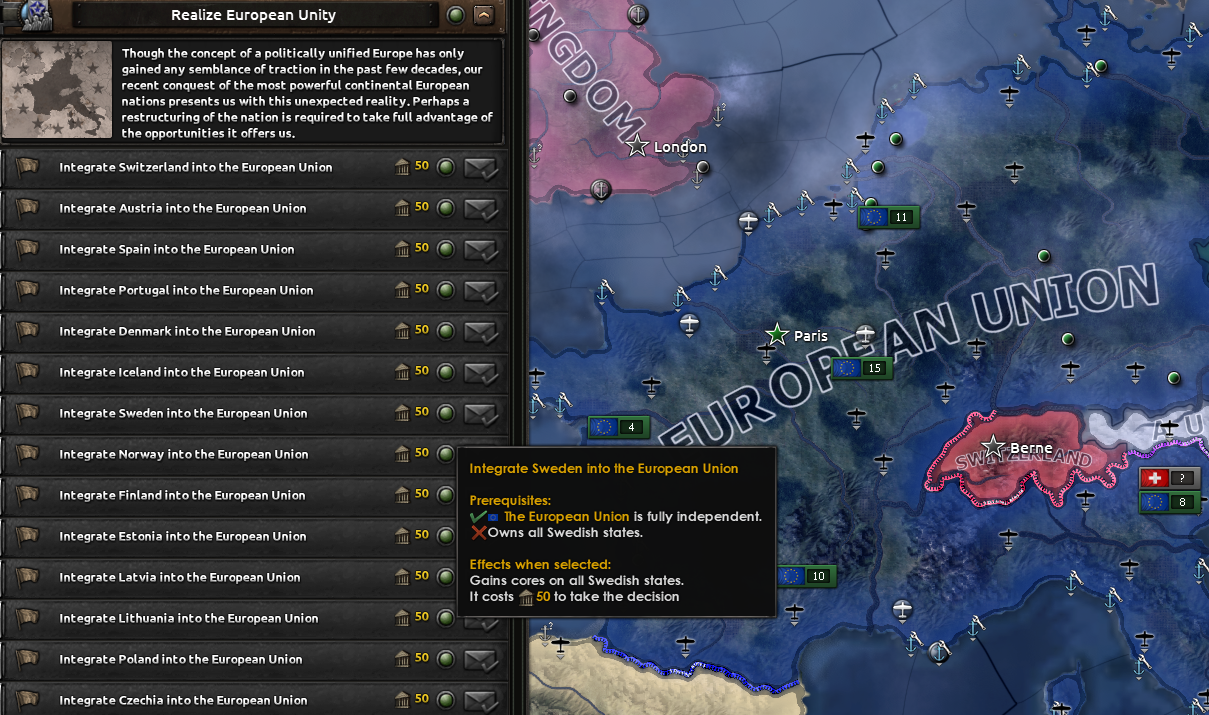 Realize European Unity
Though the concept of a politically unified Europe has only
gained any semblance of traction in the past few decades, our
recent conquest of the most powerful continental European
nations presents us with this unexpected reality. Perhaps a
restructuring of the nation is required to take full advantage of
the opportunities it offers us.
Integrate Switzerland into the European Union 50
Integrate Austria into the European Union 50
Integrate Spain into the European Union 50
Integrate Portugal into the European Union 50
Integrate Denmark into the European Union 50
Integrate Iceland into the European Union 50
Integrate Sweden into the European Union 50
Integrate Norway into the European Union 50
Integrate Finland into the European Union 50
Integrate Estonia into the European Union 50
Integrate Latvia into the European Union 50
Integrate Lithuania into the European Union 50
Integrate Poland into the European Union 50
Integrate Czechia into the European Union 50
Integrate Sweden into the European Union
Prerequisites:
The European Union is fully independent.
Owns all Swedish states.
Effects when selected:
Gains cores on all Swedish states.
It costs 50 to take the decision
NGDOM
London
11
EUROPEAN UNION
Paris
15
4
Berne
SWITZERLAND
AU
?
8
10